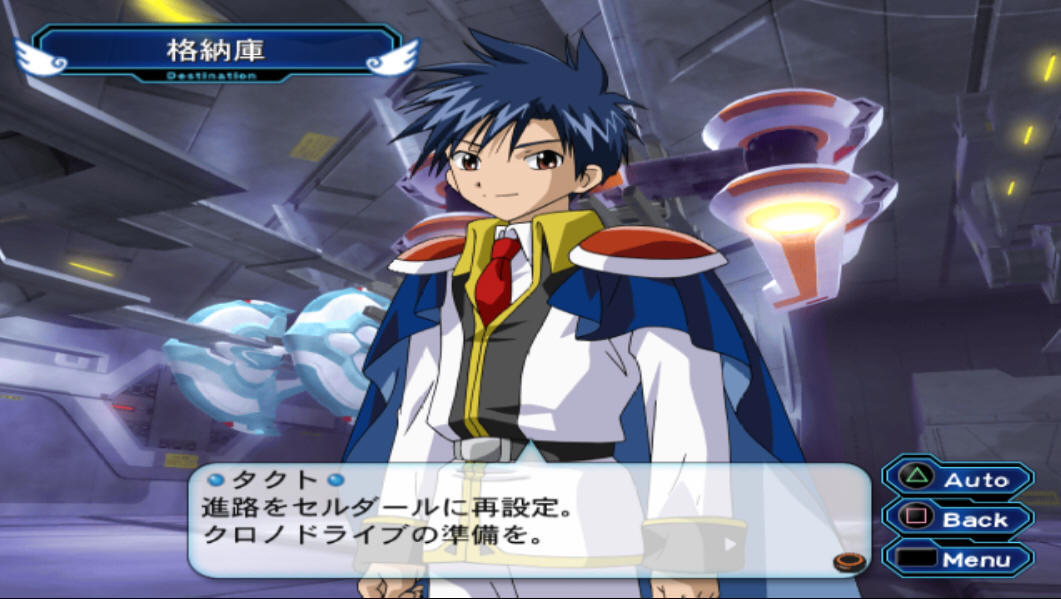 格納庫
Destination
タクト
進路をセルダールに再設定。
クロノドライブの準備を。
Auto
Back
Menu